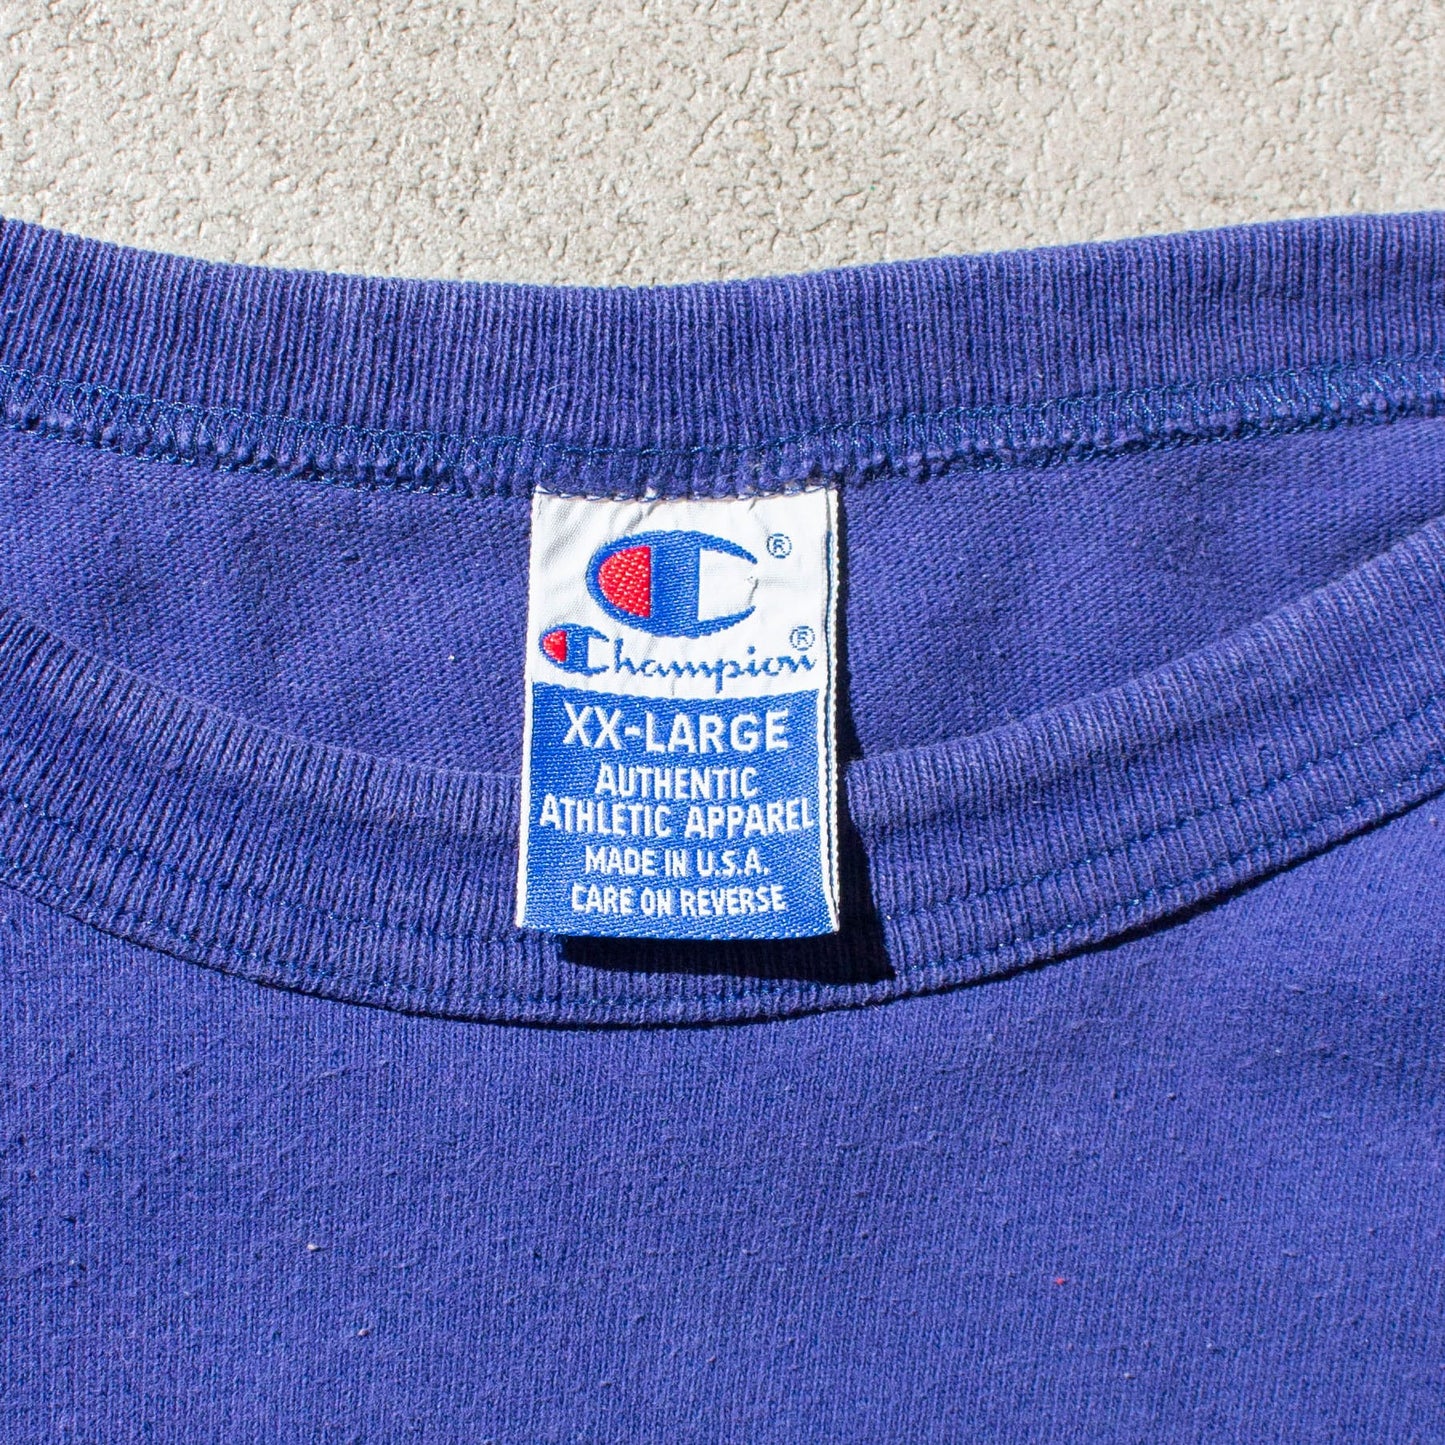 ®
Champion®
XX-LARGE
AUTHENTIC
ATHLETIC APPAREL
MADE IN U.S.A.
CARE ON REVERSE